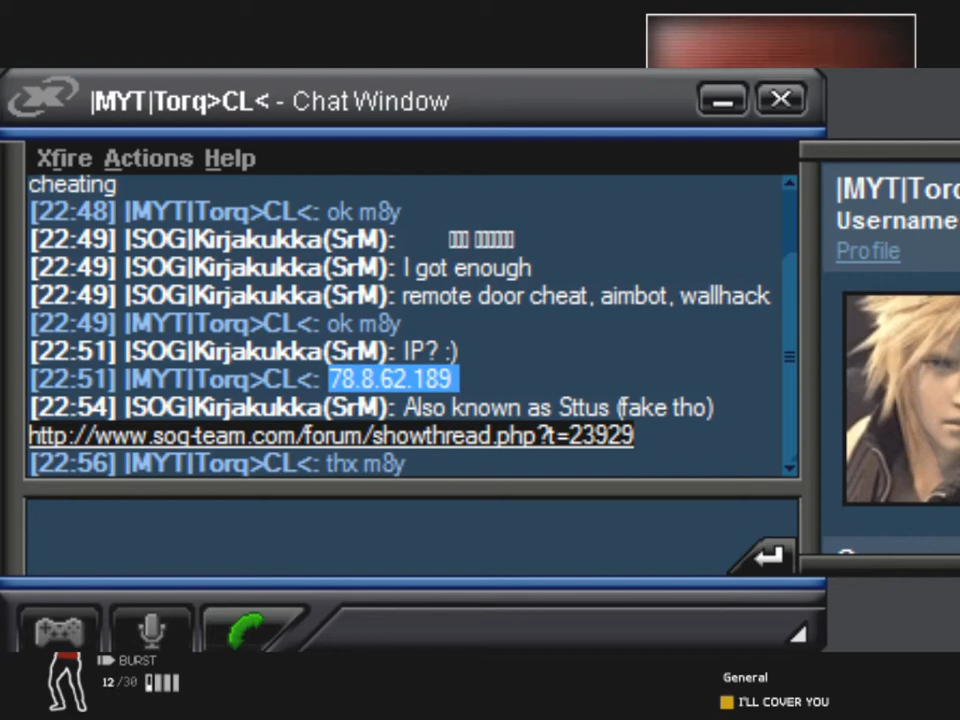 |MYT|Torq>CL< - Chat Window
Xfire Actions Help
cheating
[22:48] |MYT|Torq>CL<: ok m8y
[22:49] |SOG|Kirjakukka(SrM):
[22:49] |SOG|Kirjakukka(SrM): I got enough
[22:49] |SOG|Kirjakukka(SrM): remote door cheat, aimbot, wallhack
[22:49] |MYT|Torq>CL<: ok m8y
[22:51] |SOG|Kirjakukka(SrM): IP? :)
[22:51] |MYT|Torq>CL<: 78.8.62.189
[22:54] |SOG|Kirjakukka(SrM): Also known as Sttus (fake tho)
http://www.sog-team.com/forum/showthread.php?t=23929
[22:56] |MYT|Torq>CL<: thx m8y
|MYT|Torq
Username
Profile
BURST
12/30
General
I'LL COVER YOU